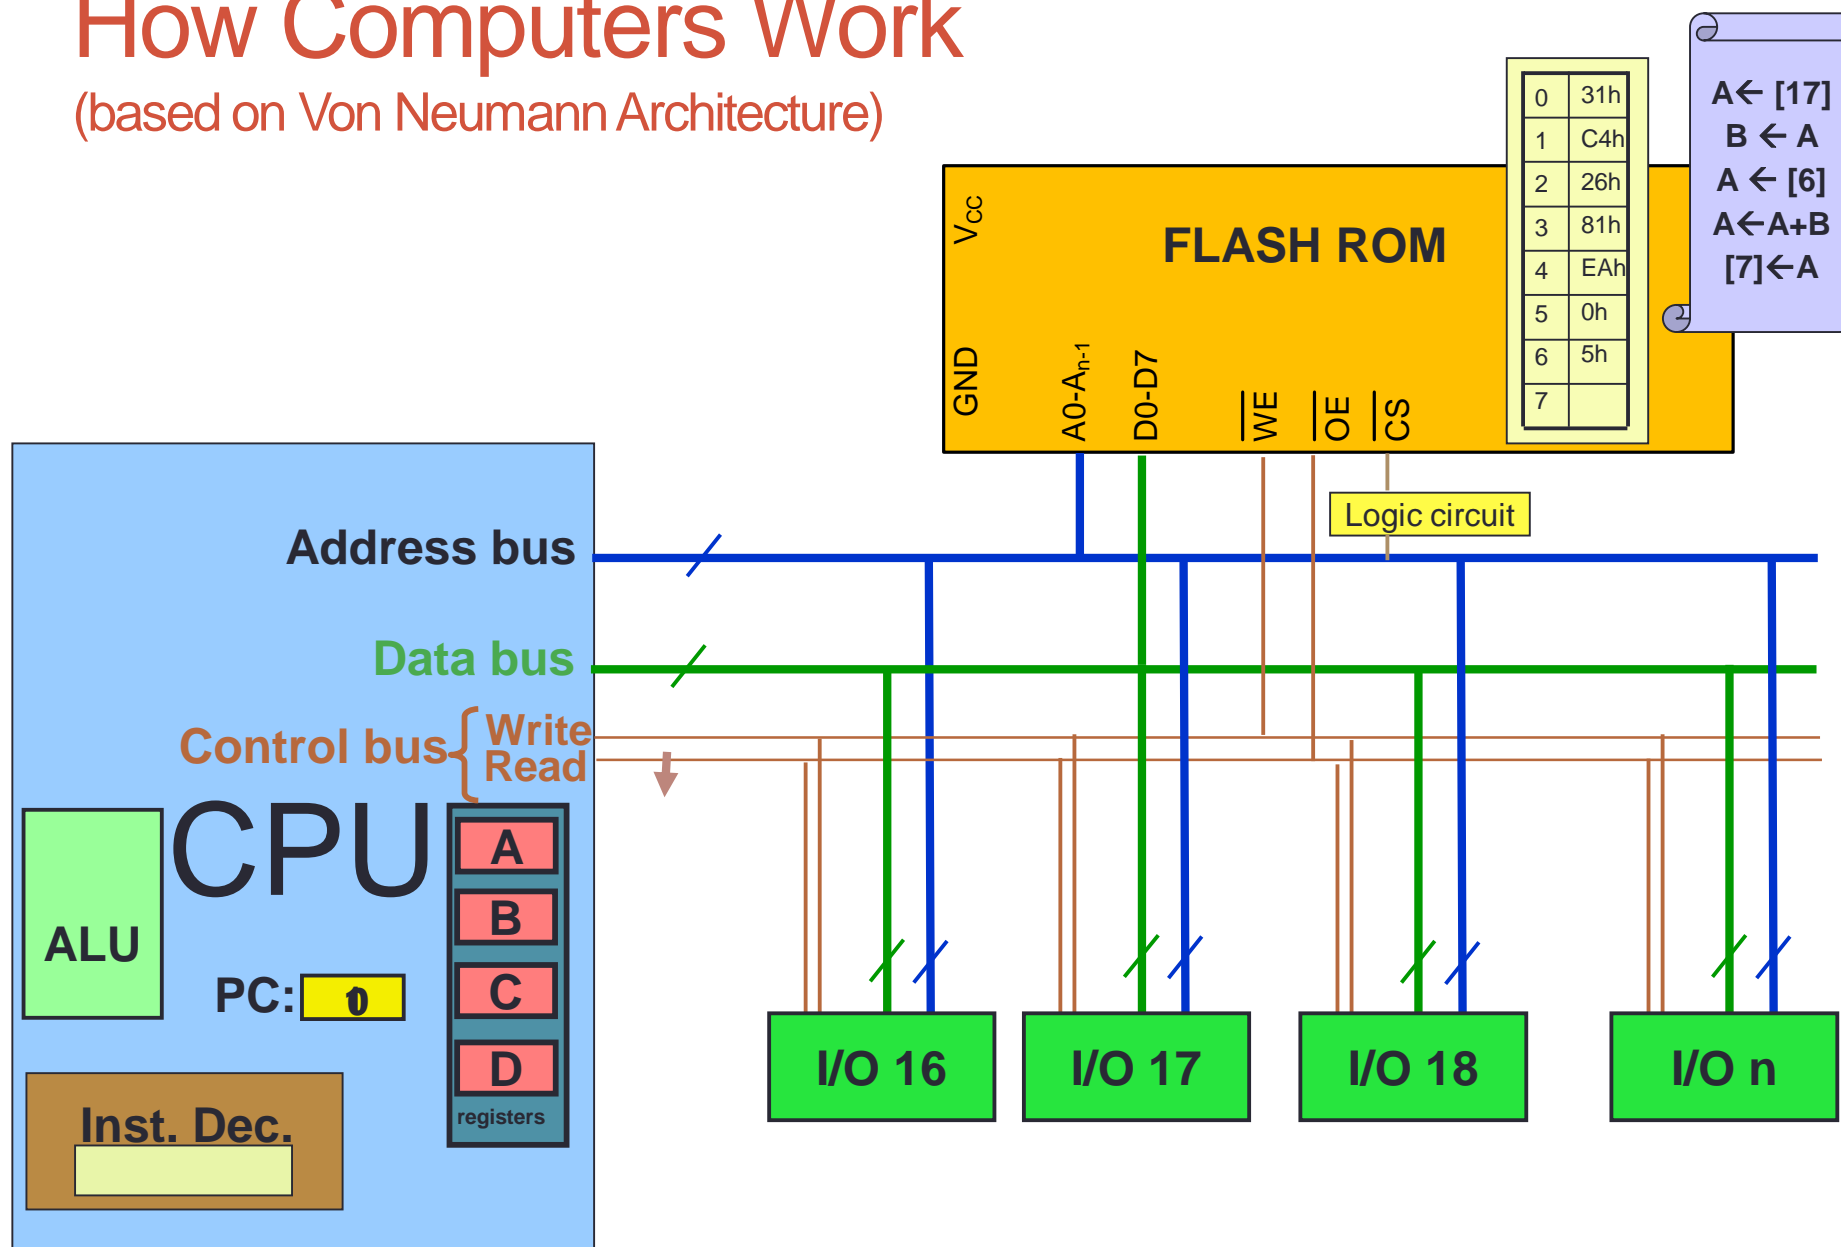 How Computers Work
(based on Von Neumann Architecture)
A← [17]
B ← A
A ← [6]
A←A+B
[7]←A
0 31h
1 C4h
2 26h
3 81h
4 EAh
5 0h
6 5h
7
FLASH ROM
VCC
GND
A0-An-1
D0-D7
WE
OE
CS
Logic circuit
Address bus
Data bus
Control bus
Write
Read
CPU
ALU
PC:
A
B
C
D
registers
Inst. Dec.
I/O 16
I/O 17
I/O 18
I/O n